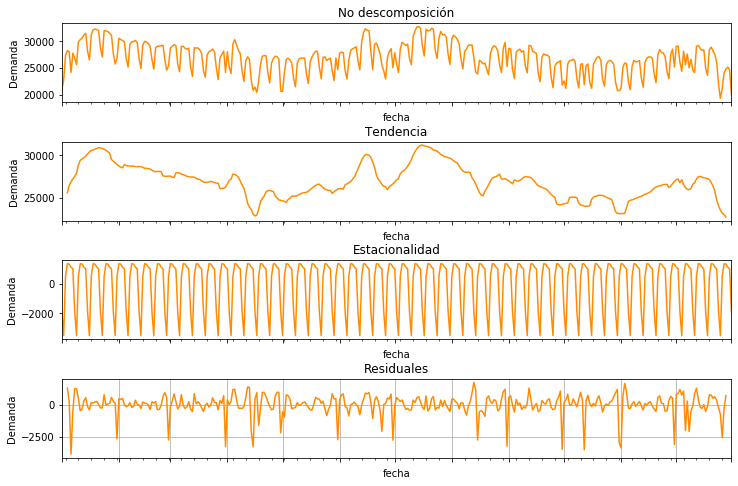 No descomposición
30000
25000
20000
Demanda
fecha
Tendencia
30000
25000
Demanda
fecha
Estacionalidad
0
−2000
Demanda
fecha
Residuales
0
−2500
Demanda
fecha